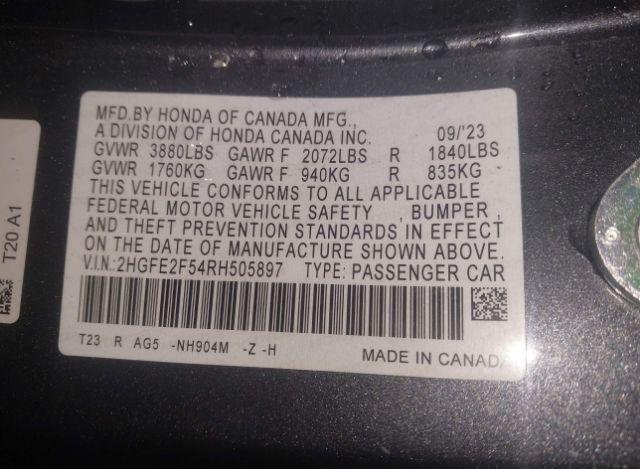 MFD.BY HONDA OF CANADA MFG.,
A DIVISION OF HONDA CANADA INC. 09/'23
GVWR 3880LBS GAWR F 2072LBS R 1840LBS
GVWR 1760KG GAWR F 940KG R 835KG
THIS VEHICLE CONFORMS TO ALL APPLICABLE
FEDERAL MOTOR VEHICLE SAFETY , BUMPER ,
AND THEFT PREVENTION STANDARDS IN EFFECT
ON THE DATE OF MANUFACTURE SHOWN ABOVE.
V.I.N.:2HGFE2F54RH505897 TYPE: PASSENGER CAR
T23 R AG5 -NH904M -Z -H
MADE IN CANADA
T20 A1